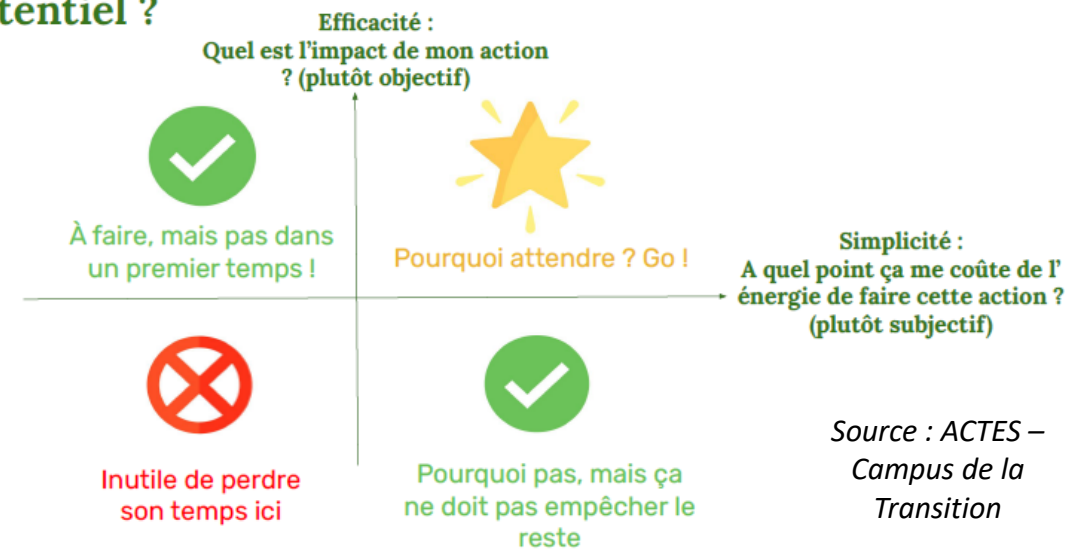 tentiel ?
Efficacité :
Quel est l'impact de mon action
? (plutôt objectif)
À faire, mais pas dans
un premier temps !
Pourquoi attendre ? Go !
Simplicité :
A quel point ça me coûte de l'
énergie de faire cette action ?
(plutôt subjectif)
Inutile de perdre
son temps ici
Pourquoi pas, mais ça
ne doit pas empêcher le
reste
Source : ACTES –
Campus de la
Transition